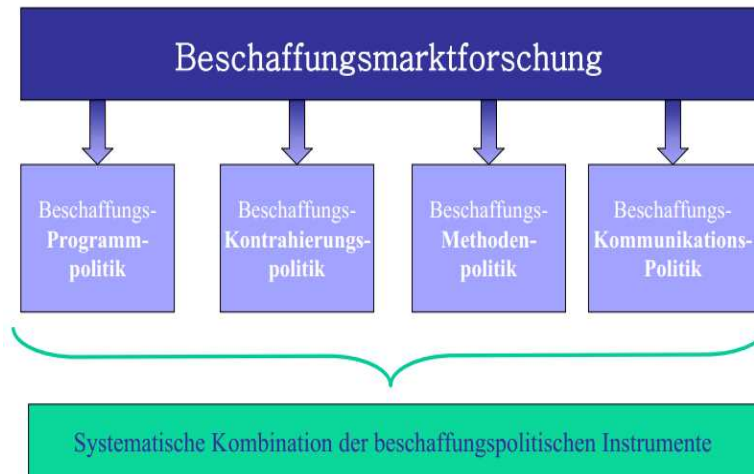 Beschaffungsmarktforschung
Beschaffungs-
Programm-
politik
Beschaffungs-
Kontrahierungs-
politik
Beschaffungs-
Methoden-
politik
Beschaffungs-
Kommunikations-
Politik
Systematische Kombination der beschaffungspolitischen Instrumente